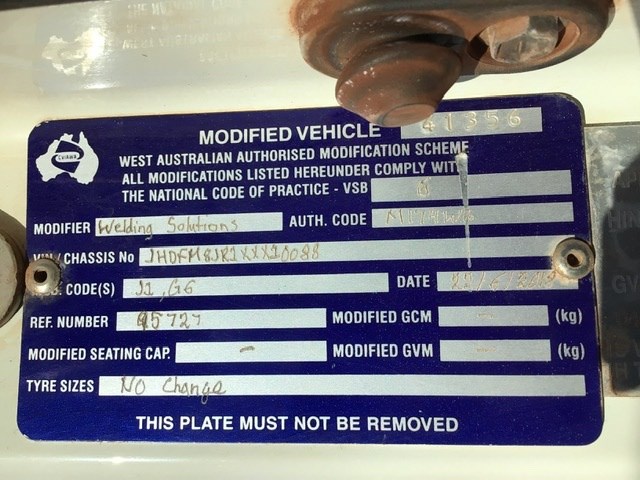 MODIFIED VEHICLE 41356
WEST AUSTRALIAN AUTHORISED MODIFICATION SCHEME
ALL MODIFICATIONS LISTED HEREUNDER COMPLY WITH
THE NATIONAL CODE OF PRACTICE - VSB
MODIFIER Welding Solutions AUTH. CODE
VIN / CHASSIS No JHDFM8JR1XXX10088
CODE(S) J1, G6 DATE
REF. NUMBER 95727 MODIFIED GCM - (kg)
MODIFIED SEATING CAP. - MODIFIED GVM - (kg)
TYRE SIZES No Change
THIS PLATE MUST NOT BE REMOVED